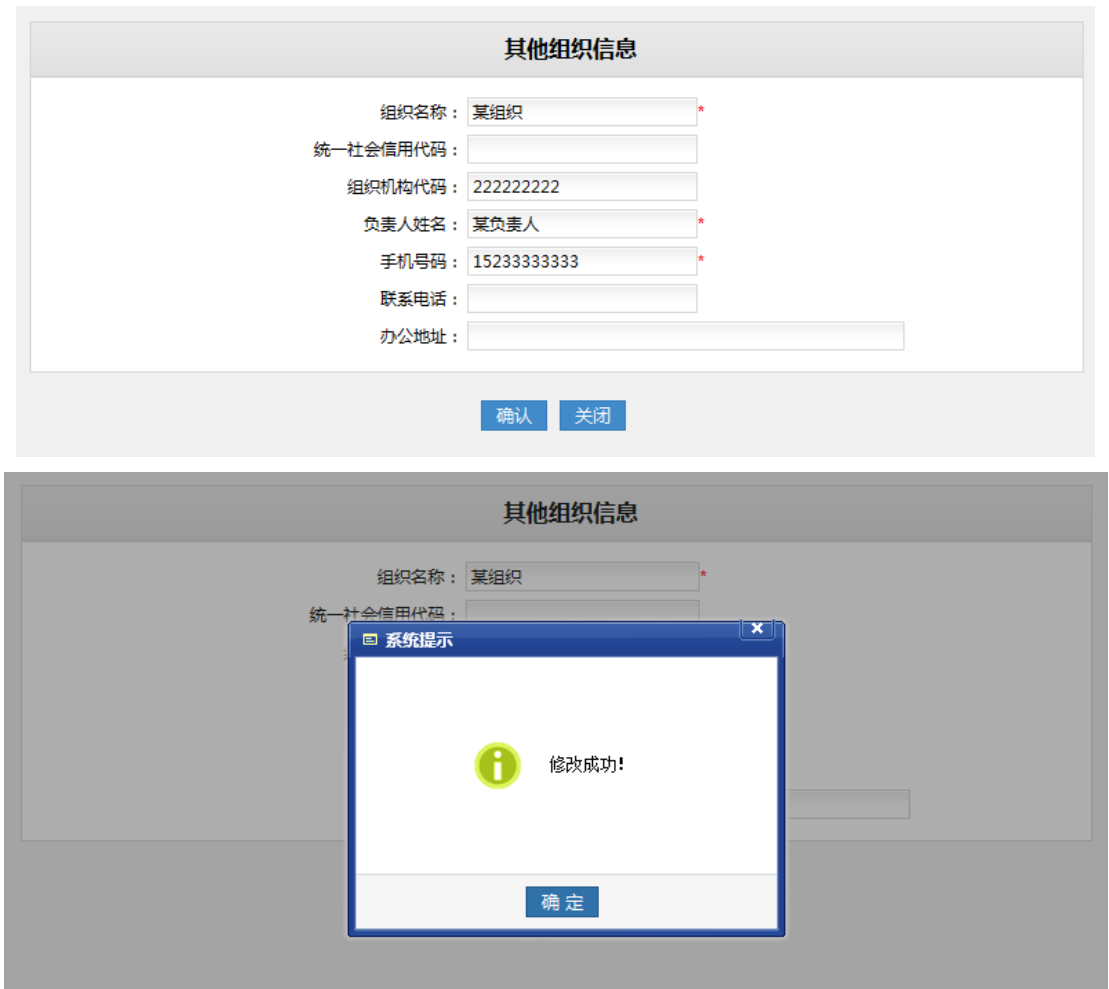 其他组织信息
组织名称： 某组织 *
统一社会信用代码：
组织机构代码： 222222222
负责人姓名： 某负责人 *
手机号码： 15233333333 *
联系电话：
办公地址：
确认 关闭
其他组织信息
组织名称： 某组织 *
统一社会信用代码：
系统提示
修改成功!
确定